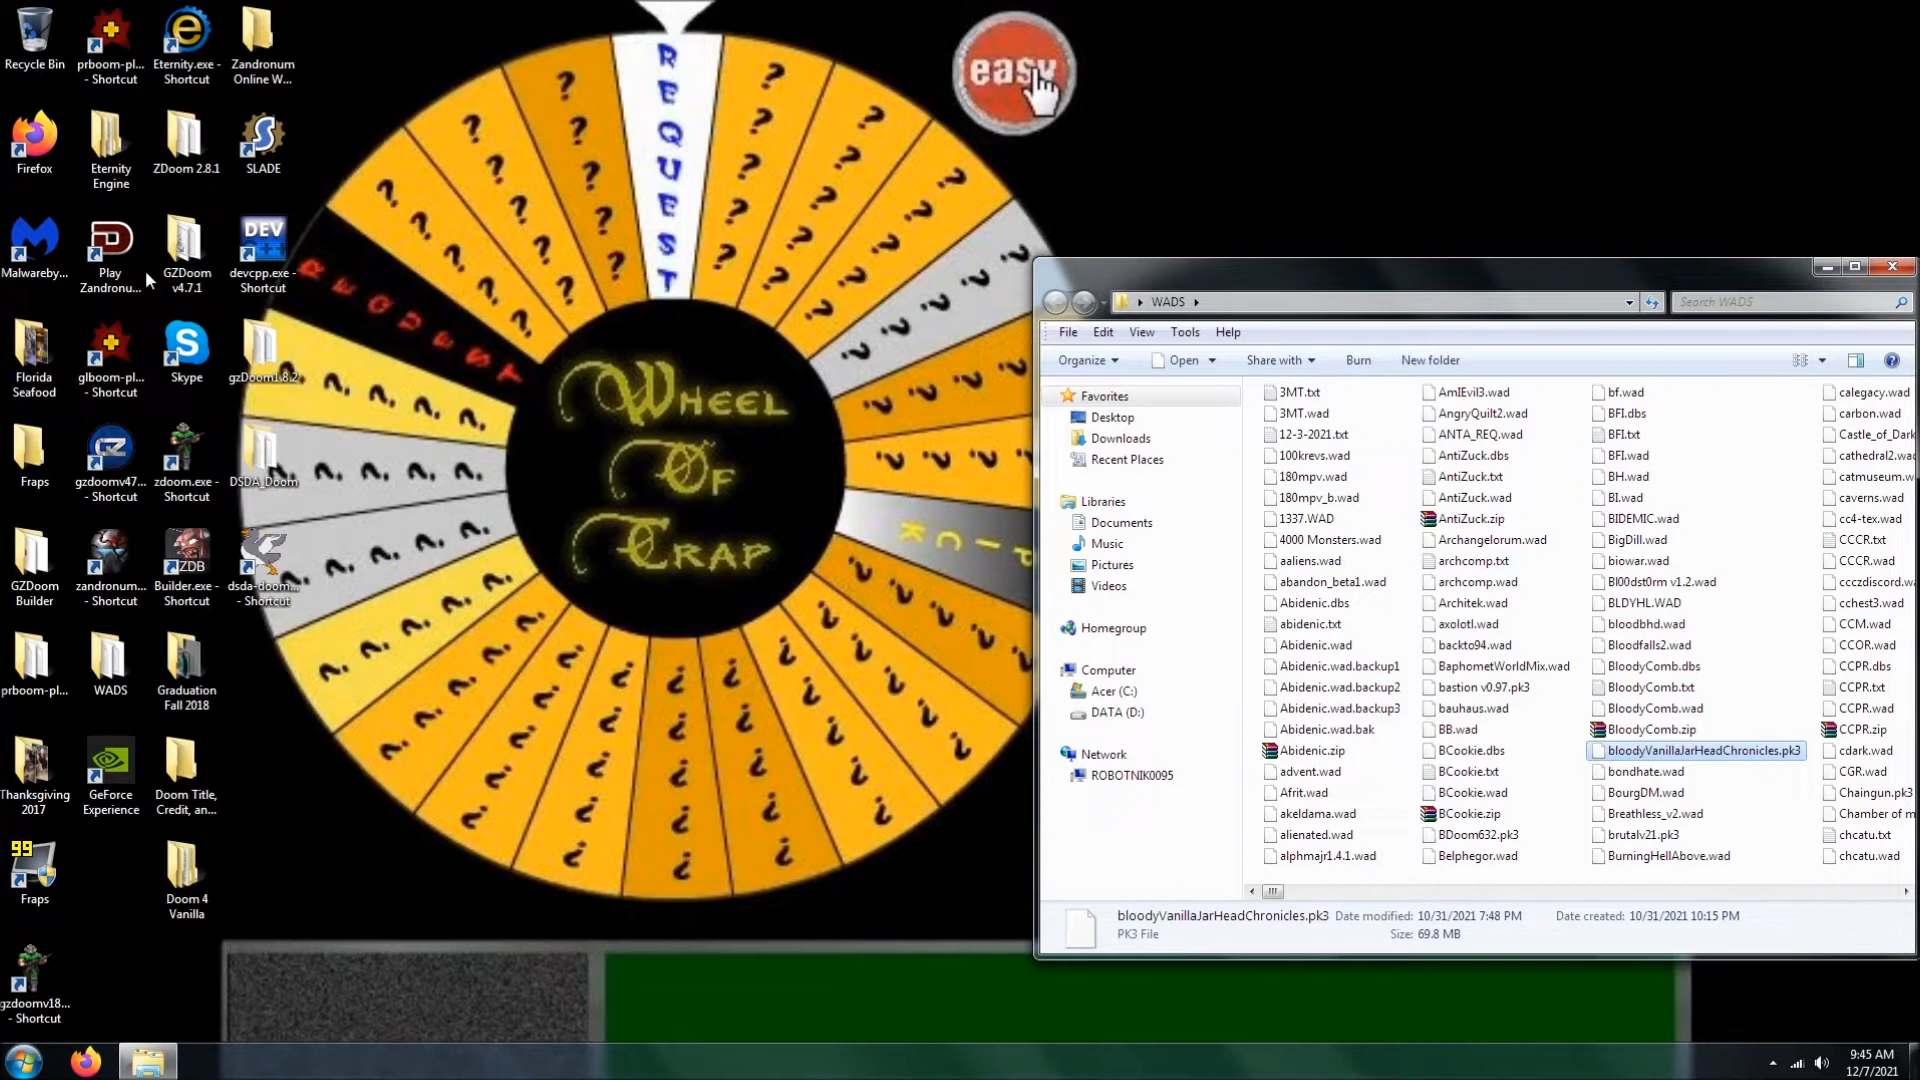 Recycle Bin
prboom-pl...
- Shortcut
Eternity.exe -
Shortcut
Zandronum
Online W...
Firefox
Eternity
Engine
ZDoom 2.8.1
SLADE
Malwareby...
Play
Zandronu...
GZDoom
v4.7.1
DEV
C++
devcpp.exe -
Shortcut
Florida
Seafood
glboom-pl...
- Shortcut
Skype
gzDoom1.8.2
Fraps
gzdoomv47...
- Shortcut
zdoom.exe -
Shortcut
DSDA_Doom
GZDoom
Builder
zandronum...
- Shortcut
ZDB
Builder.exe -
Shortcut
dsda-doom...
- Shortcut
prboom-pl...
WADS
Graduation
Fall 2018
Thanksgiving
2017
GeForce
Experience
Doom Title,
Credit, an...
99
Fraps
Doom 4
Vanilla
gzdoomv18...
- Shortcut
REQUEST
? ? ? ? ?
REQUEST
PICK
easy
WHEEL
OF
CRAP
WADS
Search WADS
File Edit View Tools Help
Organize Open Share with Burn New folder
Favorites
Desktop
Downloads
Recent Places
Libraries
Documents
Music
Pictures
Videos
Homegroup
Computer
Acer (C:)
DATA (D:)
Network
ROBOTNIK0095
3MT.txt
3MT.wad
12-3-2021.txt
100krevs.wad
180mpv.wad
180mpv_b.wad
1337.WAD
4000 Monsters.wad
aaliens.wad
abandon_beta1.wad
Abidenic.dbs
abidenic.txt
Abidenic.wad
Abidenic.wad.backup1
Abidenic.wad.backup2
Abidenic.wad.backup3
Abidenic.wad.bak
Abidenic.zip
advent.wad
Afrit.wad
akeldama.wad
alienated.wad
alphmajr1.4.1.wad
AmIEvil3.wad
AngryQuilt2.wad
ANTA_REQ.wad
AntiZuck.dbs
AntiZuck.txt
AntiZuck.wad
AntiZuck.zip
Archangelorum.wad
archcomp.txt
archcomp.wad
Architek.wad
axolotl.wad
backto94.wad
BaphometWorldMix.wad
bastion v0.97.pk3
bauhaus.wad
BB.wad
BCookie.dbs
BCookie.txt
BCookie.wad
BCookie.zip
BDoom632.pk3
Belphegor.wad
bf.wad
BFI.dbs
BFI.txt
BFI.wad
BH.wad
BI.wad
BIDEMIC.wad
BigDill.wad
biowar.wad
Bl00dst0rm v1.2.wad
BLDYHL.WAD
bloodbhd.wad
Bloodfalls2.wad
BloodyComb.dbs
BloodyComb.txt
BloodyComb.wad
BloodyComb.zip
bloodyVanillaJarHeadChronicles.pk3
bondhate.wad
BourgDM.wad
Breathless_v2.wad
brutalv21.pk3
BurningHellAbove.wad
calegacy.wad
carbon.wad
Castle_of_Dark
cathedral2.wa
catmuseum.w
caverns.wad
cc4-tex.wad
CCCR.txt
CCCR.wad
ccczdiscord.w
cchest3.wad
CCM.wad
CCOR.wad
CCPR.dbs
CCPR.txt
CCPR.wad
CCPR.zip
cdark.wad
CGR.wad
Chaingun.pk3
Chamber of m
chcatu.txt
chcatu.wad
bloodyVanillaJarHeadChronicles.pk3 Date modified: 10/31/2021 7:48 PM Date created: 10/31/2021 10:15 PM
PK3 File Size: 69.8 MB
9:45 AM
12/7/2021